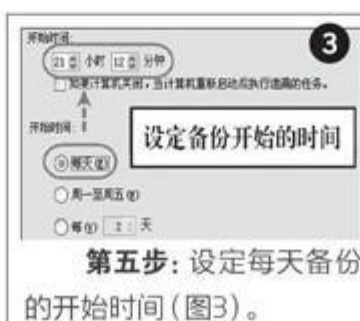 开始时间:
21 小时 12 分钟
3
如果计算机关闭，当计算机重新启动后执行遗漏的任务。
开始时间:
设定备份开始的时间
每天(D)
周一至周五(W)
每(V) 2 天
第五步: 设定每天备份
的开始时间(图3)。